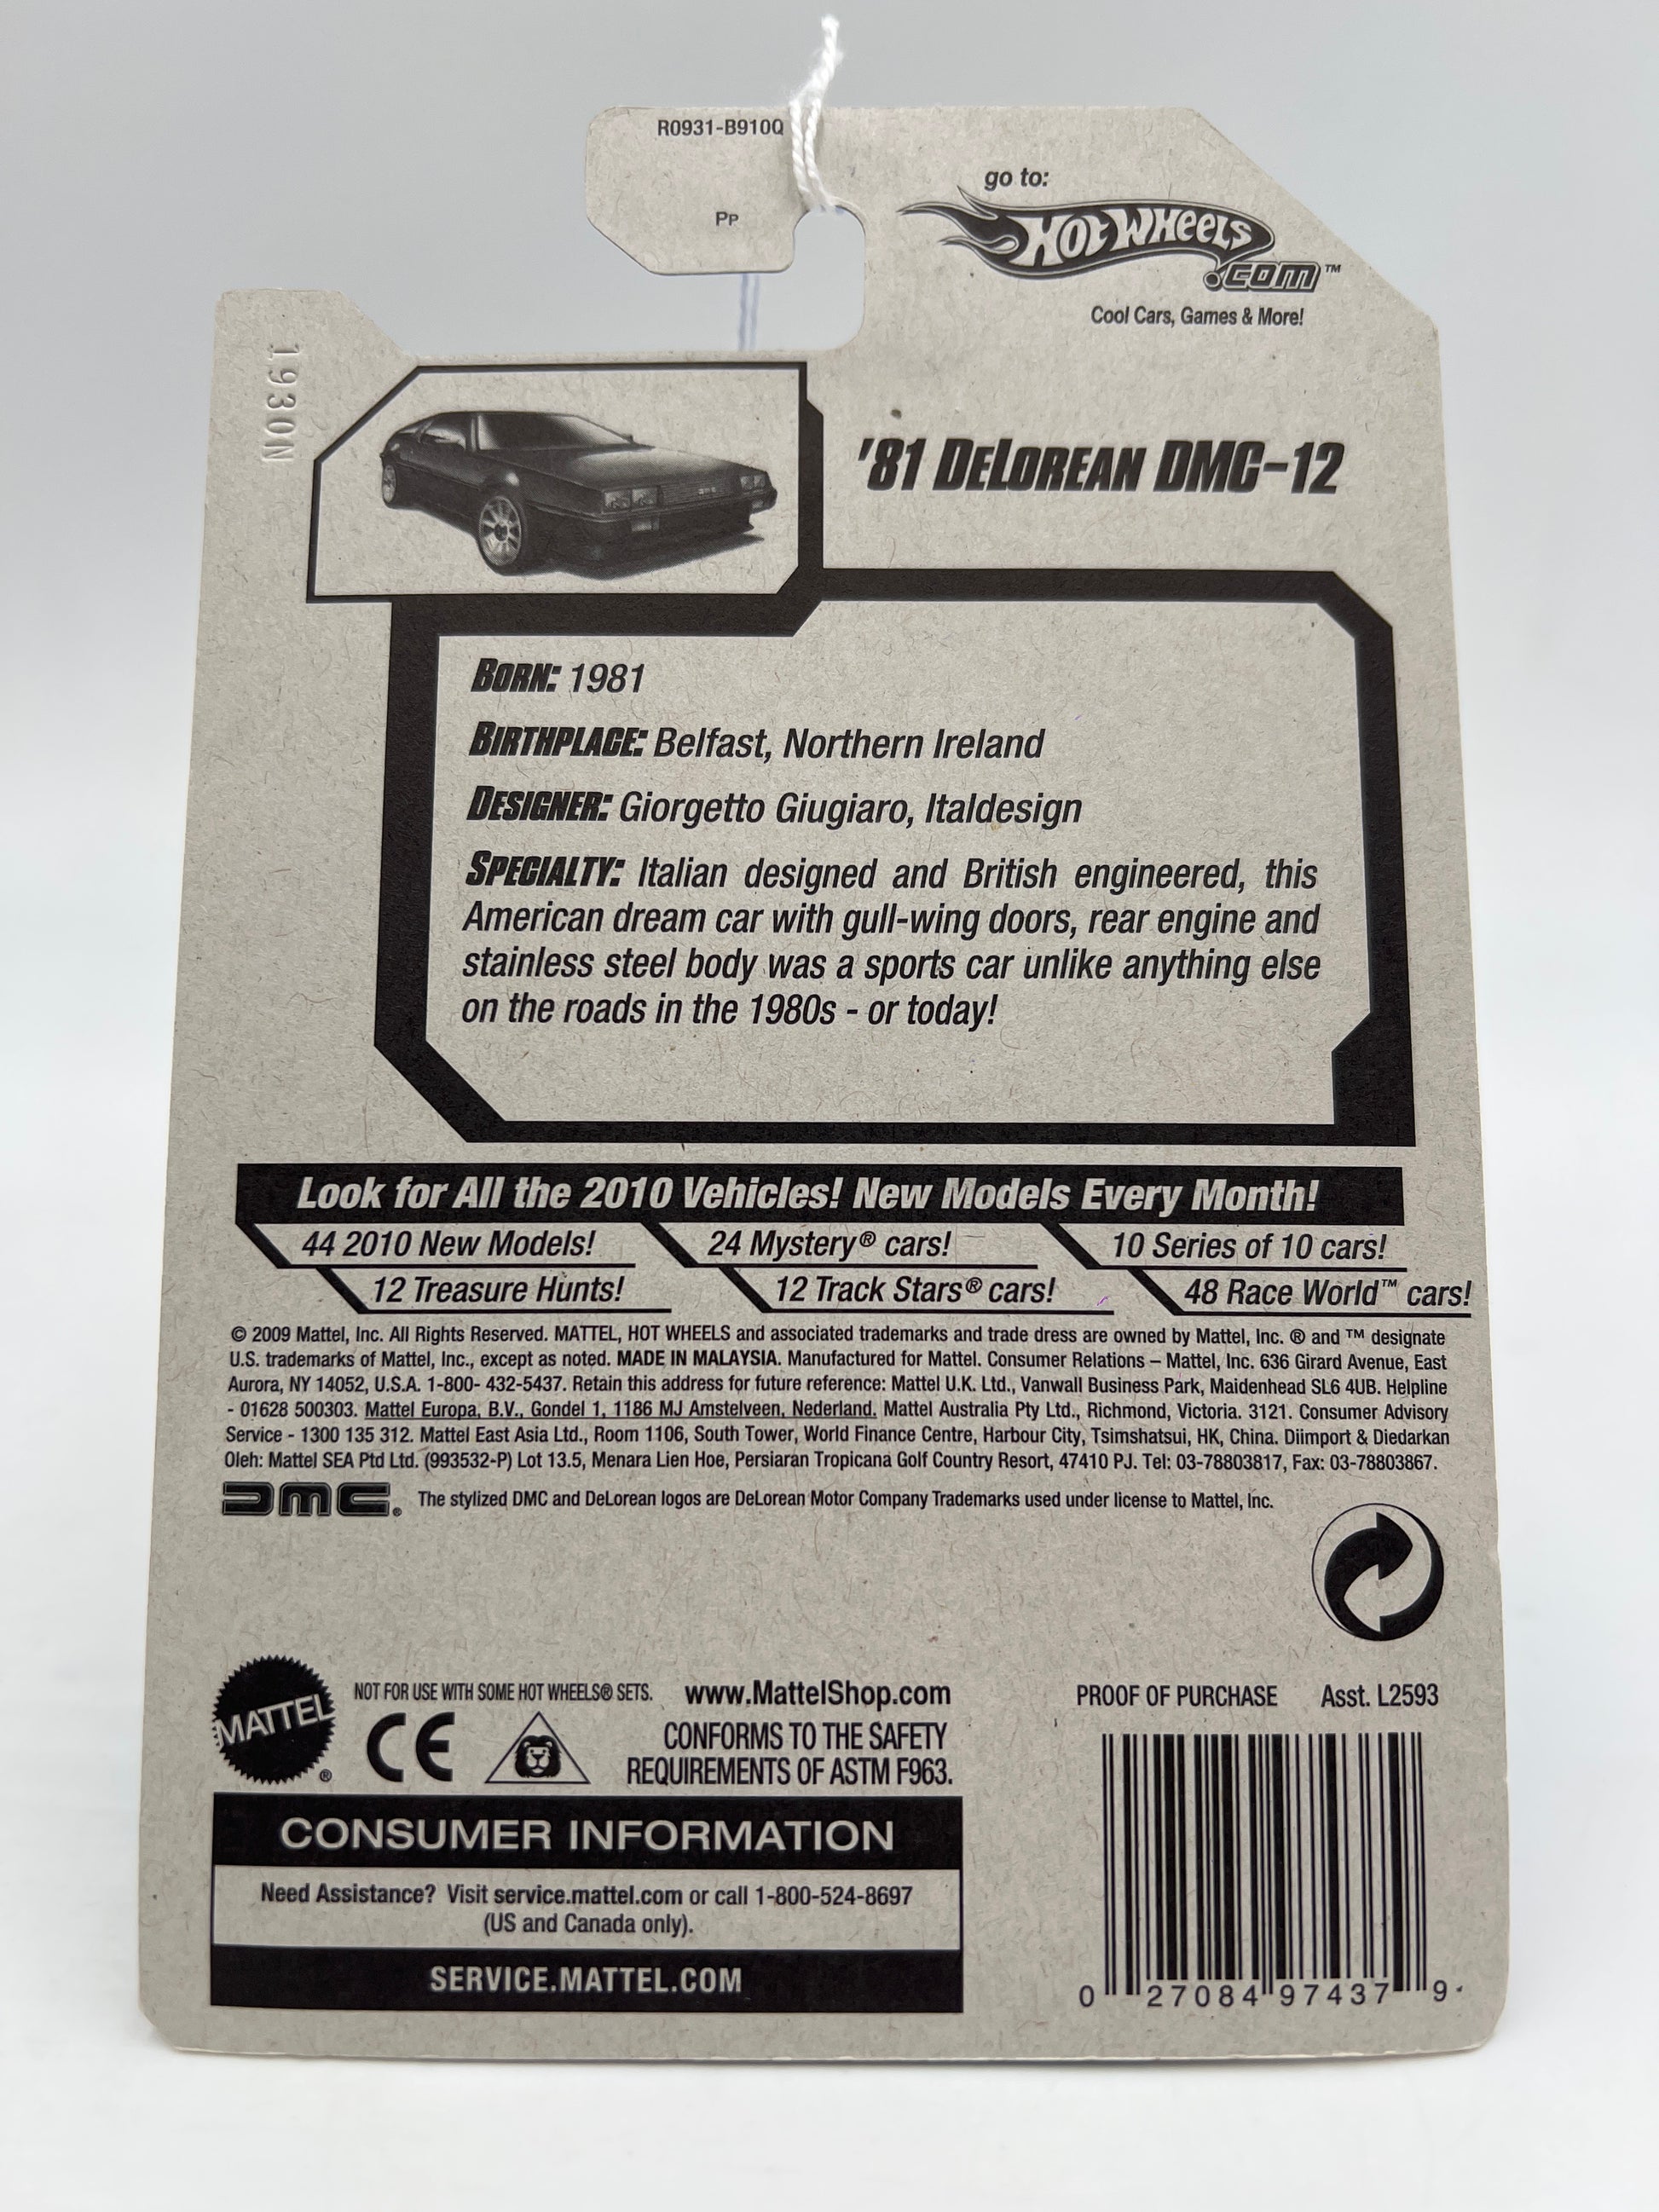 R0931-B910Q
PP
go to:
HOT WHEELS
.COM™
Cool Cars, Games & More!
1930N
'81 DELOREAN DMC-12
BORN: 1981
BIRTHPLACE: Belfast, Northern Ireland
DESIGNER: Giorgetto Giugiaro, Italdesign
SPECIALTY: Italian designed and British engineered, this
American dream car with gull-wing doors, rear engine and
stainless steel body was a sports car unlike anything else
on the roads in the 1980s - or today!
Look for All the 2010 Vehicles! New Models Every Month!
44 2010 New Models! 24 Mystery® cars! 10 Series of 10 cars!
12 Treasure Hunts! 12 Track Stars® cars! 48 Race World™ cars!
© 2009 Mattel, Inc. All Rights Reserved. MATTEL, HOT WHEELS and associated trademarks and trade dress are owned by Mattel, Inc. ® and ™ designate
U.S. trademarks of Mattel, Inc., except as noted. MADE IN MALAYSIA. Manufactured for Mattel. Consumer Relations – Mattel, Inc. 636 Girard Avenue, East
Aurora, NY 14052, U.S.A. 1-800- 432-5437. Retain this address for future reference: Mattel U.K. Ltd., Vanwall Business Park, Maidenhead SL6 4UB. Helpline
- 01628 500303. Mattel Europa, B.V., Gondel 1, 1186 MJ Amstelveen, Nederland. Mattel Australia Pty Ltd., Richmond, Victoria. 3121. Consumer Advisory
Service - 1300 135 312. Mattel East Asia Ltd., Room 1106, South Tower, World Finance Centre, Harbour City, Tsimshatsui, HK, China. Diimport & Diedarkan
Oleh: Mattel SEA Ptd Ltd. (993532-P) Lot 13.5, Menara Lien Hoe, Persiaran Tropicana Golf Country Resort, 47410 PJ. Tel: 03-78803817, Fax: 03-78803867.
DMC® The stylized DMC and DeLorean logos are DeLorean Motor Company Trademarks used under license to Mattel, Inc.
MATTEL®
NOT FOR USE WITH SOME HOT WHEELS® SETS. www.MattelShop.com
CE
CONFORMS TO THE SAFETY
REQUIREMENTS OF ASTM F963.
PROOF OF PURCHASE Asst. L2593
CONSUMER INFORMATION
Need Assistance? Visit service.mattel.com or call 1-800-524-8697
(US and Canada only).
SERVICE.MATTEL.COM
0 27084 97437 9